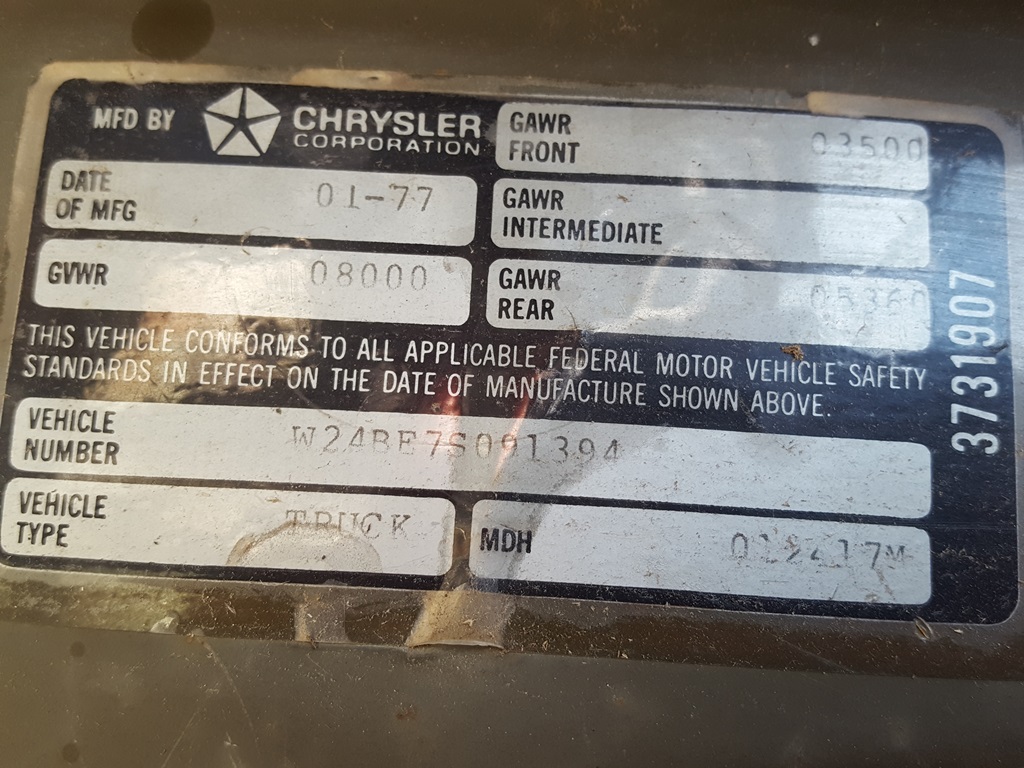 MFD BY CHRYSLER CORPORATION
DATE OF MFG 01-77
GVWR 08000
GAWR FRONT 03500
GAWR INTERMEDIATE
GAWR REAR 05360
THIS VEHICLE CONFORMS TO ALL APPLICABLE FEDERAL MOTOR VEHICLE SAFETY
STANDARDS IN EFFECT ON THE DATE OF MANUFACTURE SHOWN ABOVE.
VEHICLE NUMBER W24BE7S091394
VEHICLE TYPE TRUCK
MDH
3731907